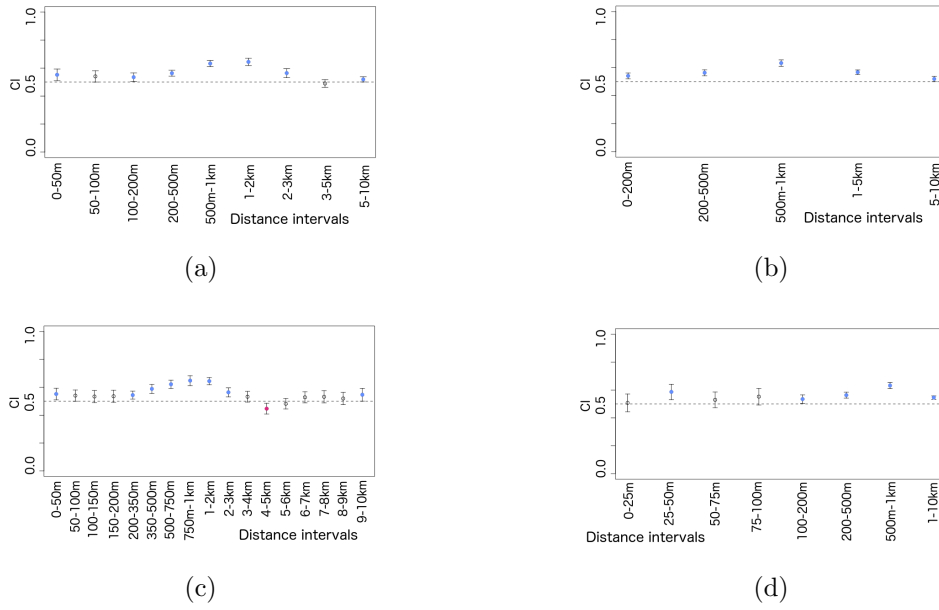 1.0
0.5
0.0
CI
0-50m
50-100m
100-200m
200-500m
500m-1km
1-2km
2-3km
3-5km
5-10km
Distance intervals
(a)
1.0
0.5
0.0
CI
0-200m
200-500m
500m-1km
1-5km
5-10km
Distance intervals
(b)
1.0
0.5
0.0
CI
0-50m
50-100m
100-150m
150-200m
200-350m
350-500m
500-750m
750m-1km
1-2km
2-3km
3-4km
4-5km
5-6km
6-7km
7-8km
8-9km
9-10km
Distance intervals
(c)
1.0
0.5
0.0
CI
0-25m
25-50m
50-75m
75-100m
100-200m
200-500m
500m-1km
1-10km
Distance intervals
(d)